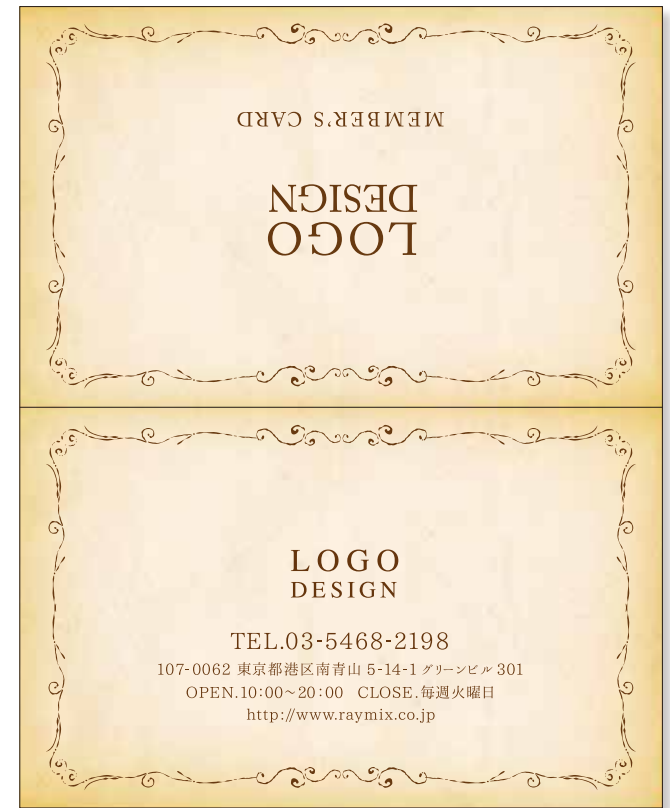 MEMBER'S CARD
LOGO
DESIGN
LOGO
DESIGN
TEL.03-5468-2198
107-0062 東京都港区南青山 5-14-1 グリーンビル 301
OPEN.10:00~20:00 CLOSE.毎週火曜日
http://www.raymix.co.jp